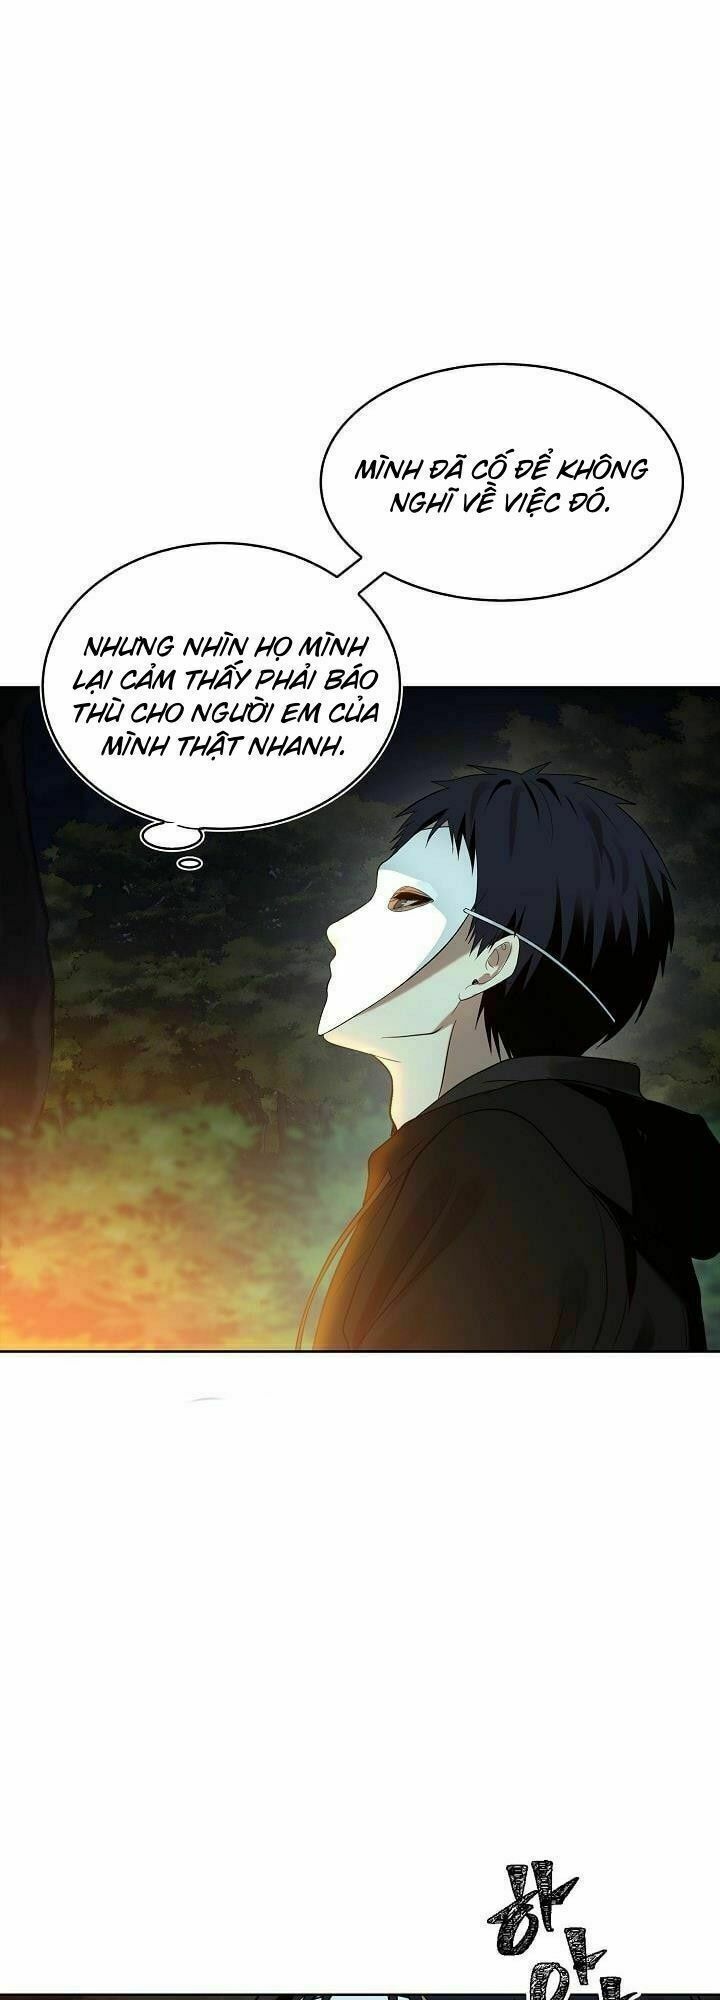 MÌNH ĐÃ CỐ ĐỂ KHÔNG
NGHĨ VỀ VIỆC ĐÓ.
NHƯNG NHÌN HỌ MÌNH
LẠI CẢM THẤY PHẢI BÁO
THÙ CHO NGƯỜI EM CỦA
MÌNH THẬT NHANH.
하